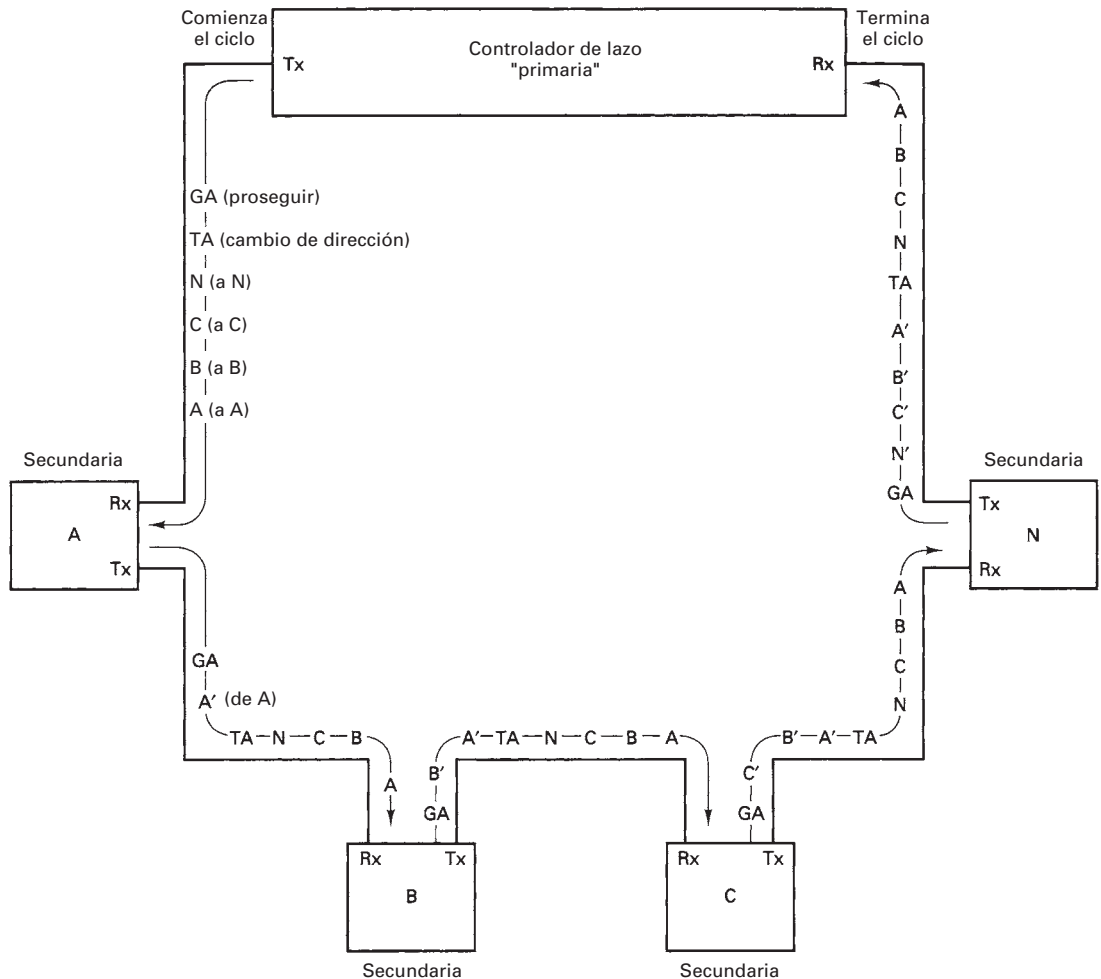 Comienza
el ciclo
Termina
el ciclo
Controlador de lazo
"primaria"
Tx
Rx
GA (proseguir)
TA (cambio de dirección)
N (a N)
C (a C)
B (a B)
A (a A)
A
B
C
N
TA
A'
B'
C'
N'
GA
Secundaria
Rx
A
Tx
Secundaria
Tx
N
Rx
GA
A' (de A)
TA N C B
A
GA
B'
A' TA N C B A
GA
C'
B' A' TA
N
C
B
A
Rx Tx
B
Secundaria
Rx Tx
C
Secundaria